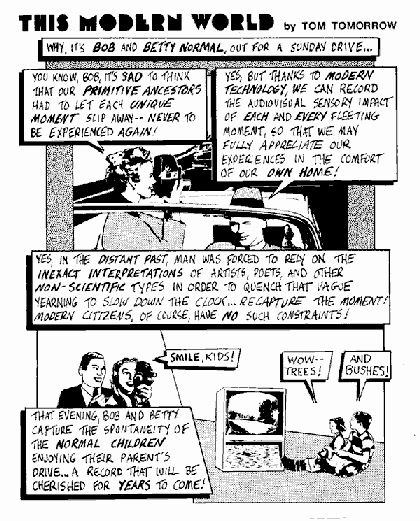 THIS MODERN WORLD by TOM TOMORROW
WHY, IT'S BOB AND BETTY NORMAL, OUT FOR A SUNDAY DRIVE...
YOU KNOW, BOB, IT'S SAD TO THINK
THAT OUR PRIMITIVE ANCESTORS
HAD TO LET EACH UNIQUE
MOMENT SLIP AWAY-- NEVER TO
BE EXPERIENCED AGAIN!
YES, BUT THANKS TO MODERN
TECHNOLOGY, WE CAN RECORD
THE AUDIOVISUAL SENSORY IMPACT
OF EACH AND EVERY FLEETING
MOMENT, SO THAT WE MAY
FULLY APPRECIATE OUR
EXPERIENCES IN THE COMFORT
OF OUR OWN HOME!
YES, IN THE DISTANT PAST, MAN WAS FORCED TO RELY ON THE
INEXACT INTERPRETATIONS OF ARTISTS, POETS, AND OTHER
NON-SCIENTIFIC TYPES IN ORDER TO QUENCH THAT VAGUE
YEARNING TO SLOW DOWN THE CLOCK... RECAPTURE THE MOMENT!
MODERN CITIZENS, OF COURSE, HAVE NO SUCH CONSTRAINTS!
SMILE, KIDS!
WOW--
TREES!
AND
BUSHES!
THAT EVENING, BOB AND BETTY
CAPTURE THE SPONTANEITY OF
THE NORMAL CHILDREN
ENJOYING THEIR PARENT'S
DRIVE... A RECORD THAT WILL BE
CHERISHED FOR YEARS TO COME!